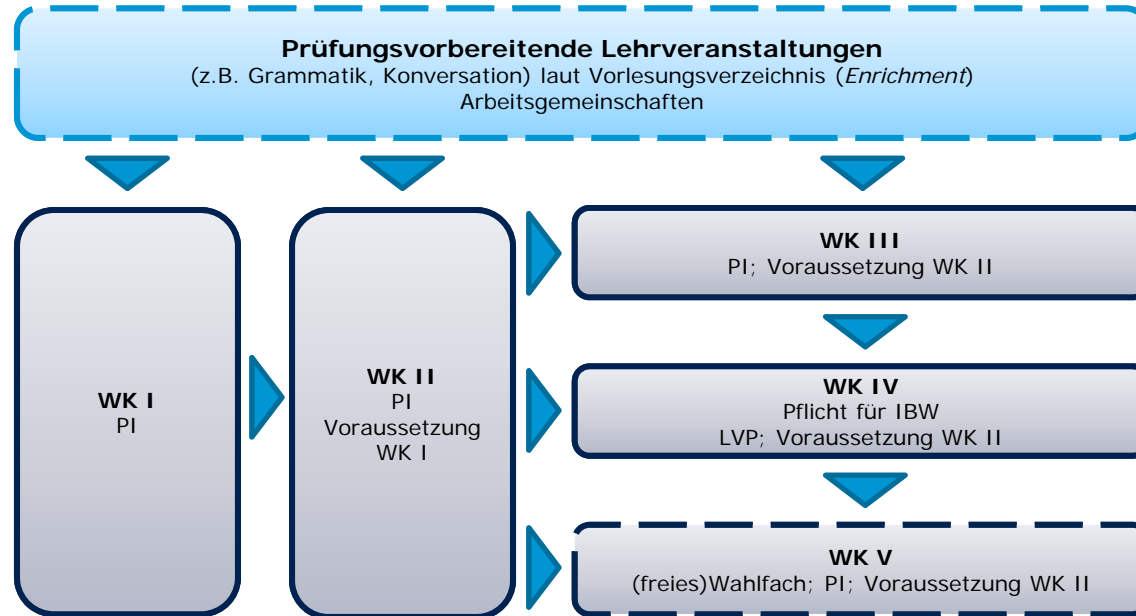 Prüfungsvorbereitende Lehrveranstaltungen
(z.B. Grammatik, Konversation) laut Vorlesungsverzeichnis (Enrichment)
Arbeitsgemeinschaften
WK I
PI
WK II
PI
Voraussetzung
WK I
WK III
PI; Voraussetzung WK II
WK IV
Pflicht für IBW
LVP; Voraussetzung WK II
WK V
(freies)Wahlfach; PI; Voraussetzung WK II